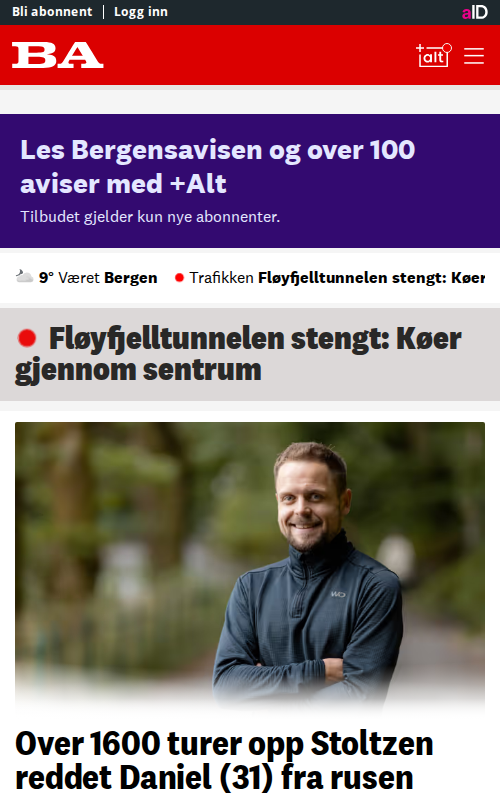 Bli abonnent | Logg inn
aID
BA
+alt
Les Bergensavisen og over 100
aviser med +Alt
Tilbudet gjelder kun nye abonnenter.
9° Været Bergen Trafikken Fløyfjelltunnelen stengt: Køer
Fløyfjelltunnelen stengt: Køer
gjennom sentrum
Over 1600 turer opp Stoltzen
reddet Daniel (31) fra rusen